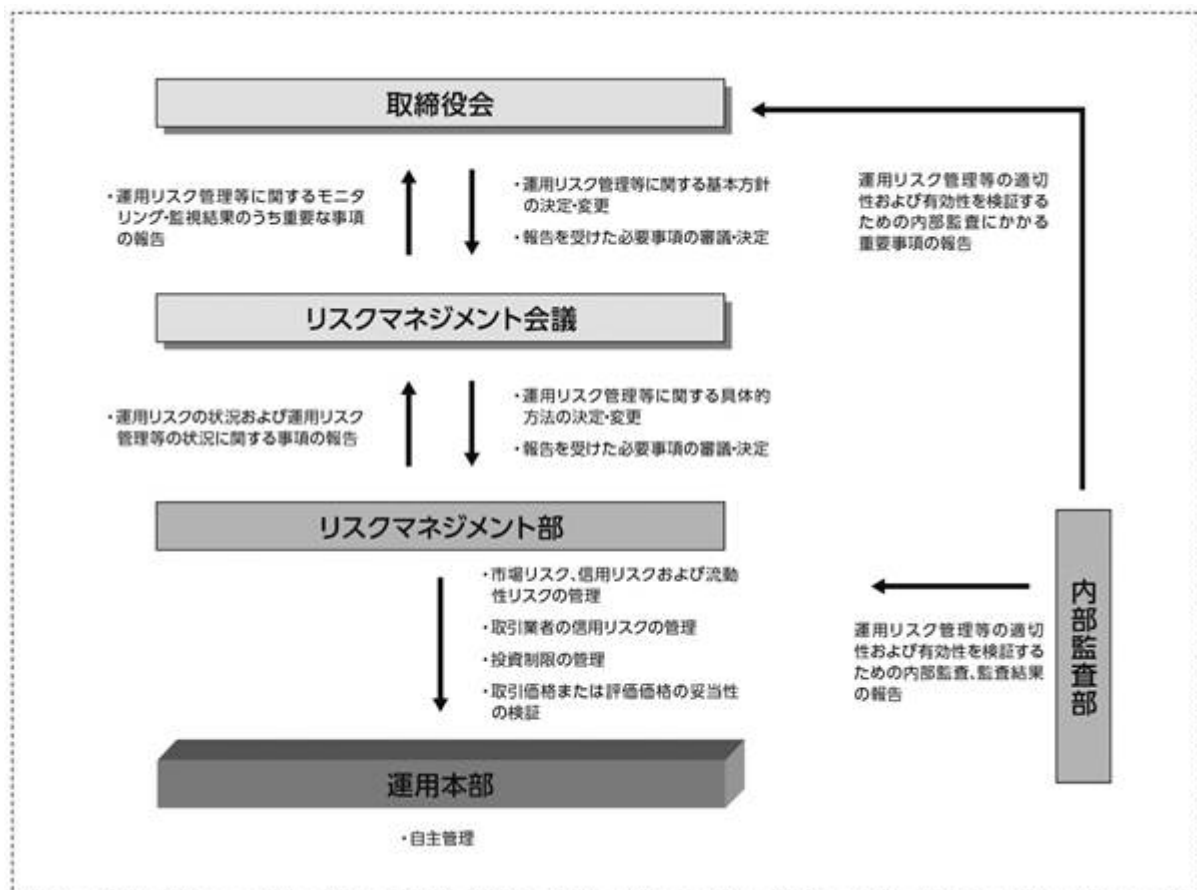 取締役会
・運用リスク管理等に関するモニタ
リング・監視結果のうち重要な事項
の報告
・運用リスク管理等に関する基本方針
の決定・変更
・報告を受けた必要事項の審議・決定
運用リスク管理等の適切
性および有効性を検証する
ための内部監査にかかる
重要事項の報告
リスクマネジメント会議
・運用リスクの状況および運用リスク
管理等の状況に関する事項の報告
・運用リスク管理等に関する具体的
方法の決定・変更
・報告を受けた必要事項の審議・決定
リスクマネジメント部
・市場リスク、信用リスクおよび流動
性リスクの管理
・取引業者の信用リスクの管理
・投資制限の管理
・取引価格または評価価格の妥当性
の検証
運用リスク管理等の適切
性および有効性を検証する
ための内部監査、監査結果
の報告
内部監査部
運用本部
・自主管理